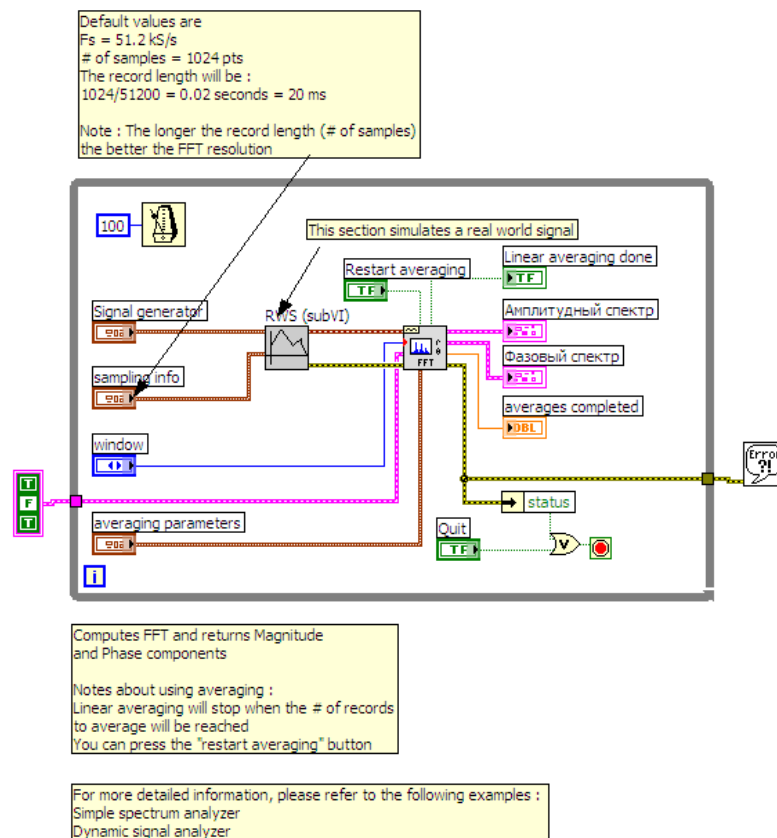 Default values are
Fs = 51.2 kS/s
# of samples = 1024 pts
The record length will be :
1024/51200 = 0.02 seconds = 20 ms
Note : The longer the record length (# of samples)
the better the FFT resolution
100
This section simulates a real world signal
Restart averaging
TF
Linear averaging done
TF
Signal generator
RWS (subVI)
FFT
Амплитудный спектр
Фазовый спектр
sampling info
averages completed
DBL
window
T
F
T
averaging parameters
status
Quit
TF
V
i
Error
?!
Computes FFT and returns Magnitude
and Phase components
Notes about using averaging :
Linear averaging will stop when the # of records
to average will be reached
You can press the "restart averaging" button
For more detailed information, please refer to the following examples :
Simple spectrum analyzer
Dynamic signal analyzer